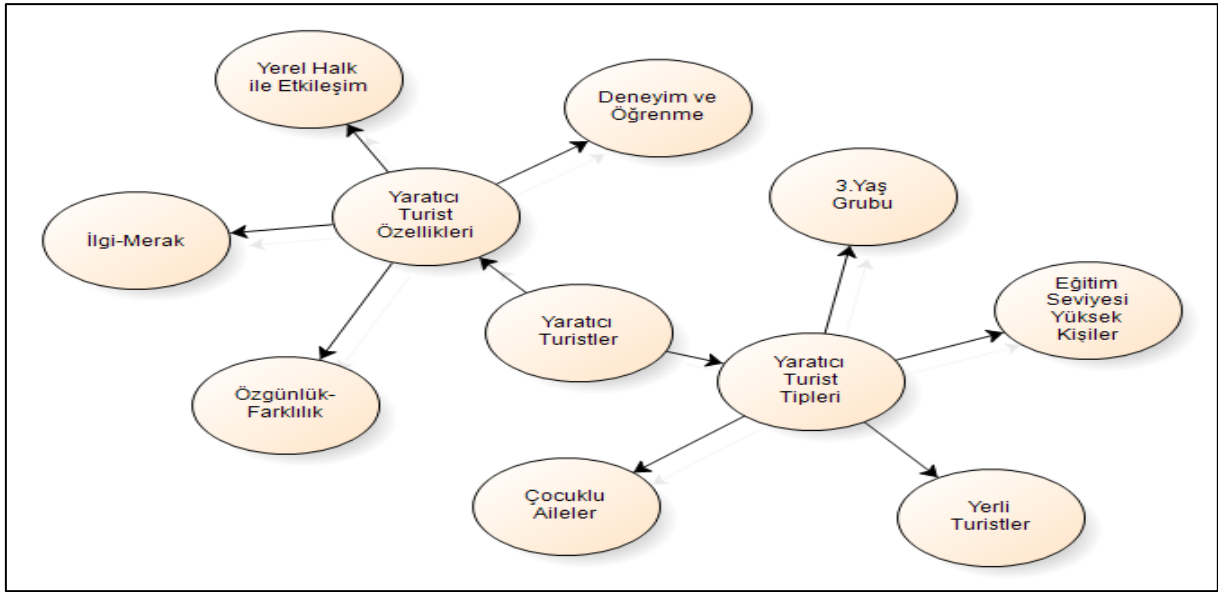 Yerel Halk
ile Etkileşim
Deneyim ve
Öğrenme
3.Yaş
Grubu
Yaratıcı
Turist
Özellikleri
İlgi-Merak
Eğitim
Seviyesi
Yüksek
Kişiler
Yaratıcı
Turistler
Yaratıcı
Turist
Tipleri
Özgünlük-
Farklılık
Çocuklu
Aileler
Yerli
Turistler